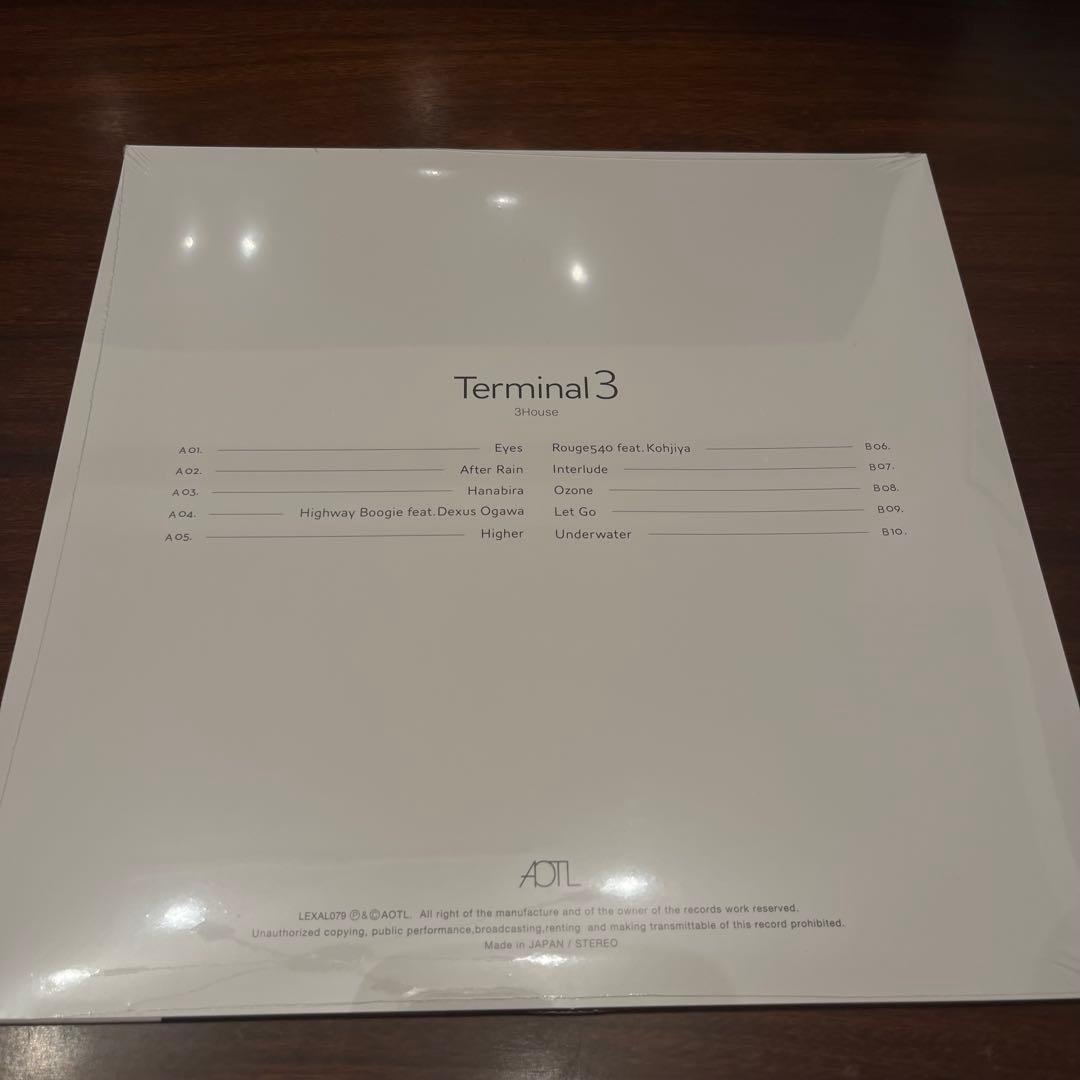 Terminal 3
3House
A01. Eyes
A02. After Rain
A03. Hanabira
A04. Highway Boogie feat. Dexus Ogawa
A05. Higher
Rouge540 feat. Kohjiya B06.
Interlude B07.
Ozone B08.
Let Go B09.
Underwater B10.
AOTL
LEXAL079 Ⓟ&ⒸAOTL. All right of the manufacture and of the owner of the records work reserved.
Unauthorized copying, public performance,broadcasting,renting and making transmittable of this record prohibited.
Made in JAPAN / STEREO